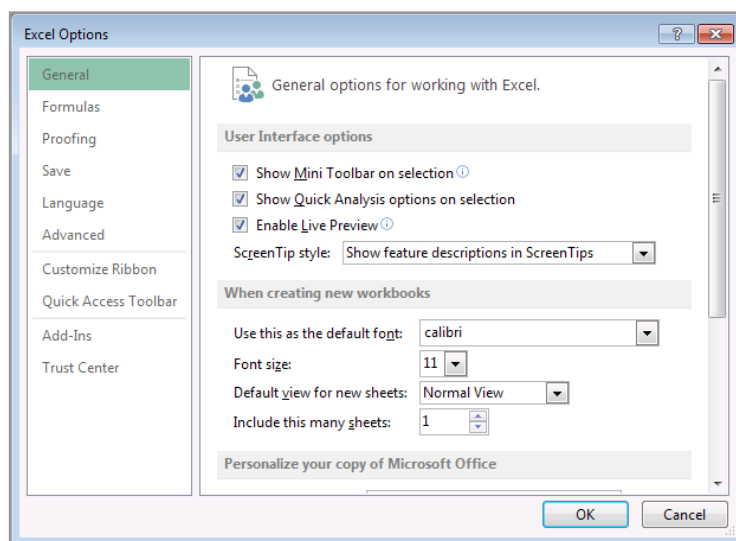 Excel Options
General
Formulas
Proofing
Save
Language
Advanced
Customize Ribbon
Quick Access Toolbar
Add-Ins
Trust Center
General options for working with Excel.
User Interface options
Show Mini Toolbar on selection
Show Quick Analysis options on selection
Enable Live Preview
ScreenTip style: Show feature descriptions in ScreenTips
When creating new workbooks
Use this as the default font: calibri
Font size: 11
Default view for new sheets: Normal View
Include this many sheets: 1
Personalize your copy of Microsoft Office
OK Cancel